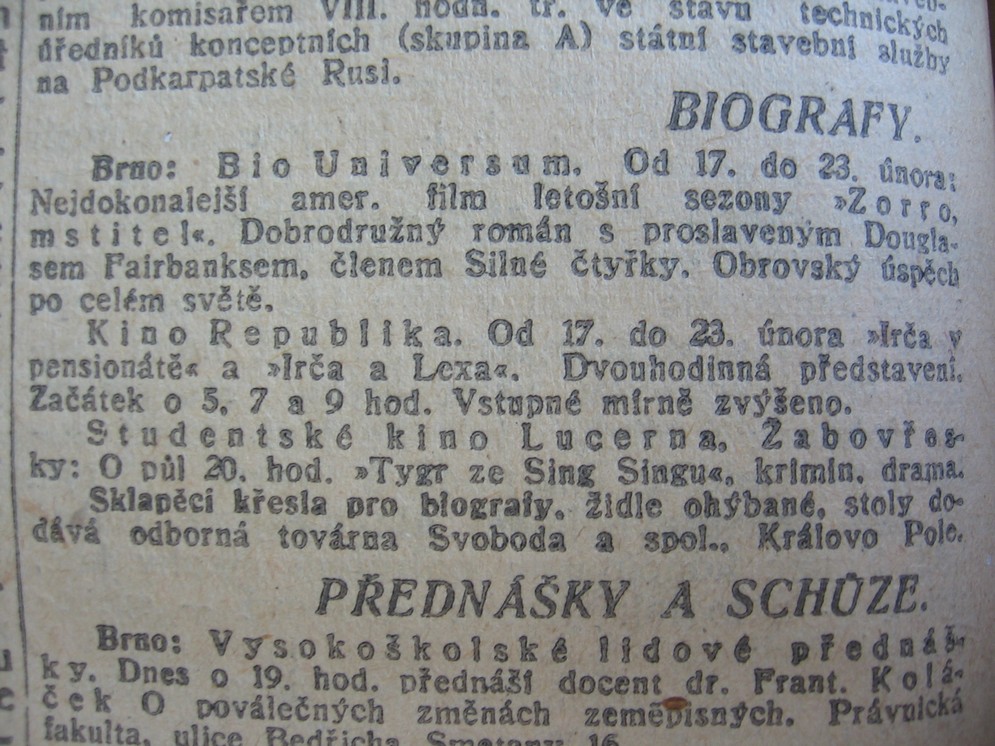 ním komisařem VIII. hodn. tř. ve stavu technických
úředníků konceptních (skupina A) státní stavební služby
na Podkarpatské Rusi.
BIOGRAFY.
Brno: Bio Universum. Od 17. do 23. února:
Nejdokonalejší amer. film letošní sezony »Zorro,
mstitel«. Dobrodružný román s proslaveným Dougla-
sem Fairbanksem, členem Silné čtyřky. Obrovský úspěch
po celém světě.
Kino Republika. Od 17. do 23. února »Irča v
pensionátě« a »Irča a Lexa«. Dvouhodinná představení.
Začátek o 5, 7 a 9 hod. Vstupné mírně zvýšeno.
Studentské kino Lucerna, Žabovřes-
ky: O půl 20. hod. »Tygr ze Sing Singu«, krimin. drama.
Sklapěcí křesla pro biografy, židle ohýbané, stoly do-
dává odborná továrna Svoboda a spol., Královo Pole.
PŘEDNÁŠKY A SCHŮZE.
Brno: Vysokoškolské lidové přednáš-
ky. Dnes o 19. hod. přednáší docent dr. Frant. Kolá-
ček O poválečných změnách zeměpisných. Právnická
fakulta, ulice Bedřicha Smetany 16.